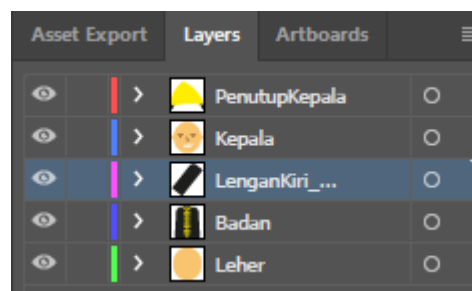 Asset Export Layers Artboards
PenutupKepala
Kepala
LenganKiri_...
Badan
Leher